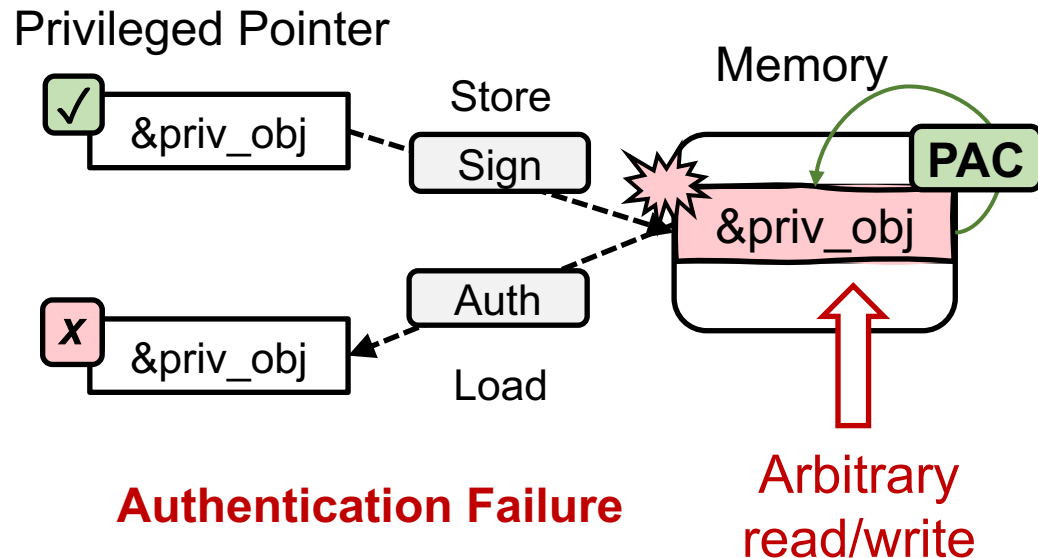 Privileged Pointer
✓
&priv_obj
Store
Sign
Memory
PAC
&priv_obj
Auth
x
&priv_obj
Load
Authentication Failure
Arbitrary
read/write